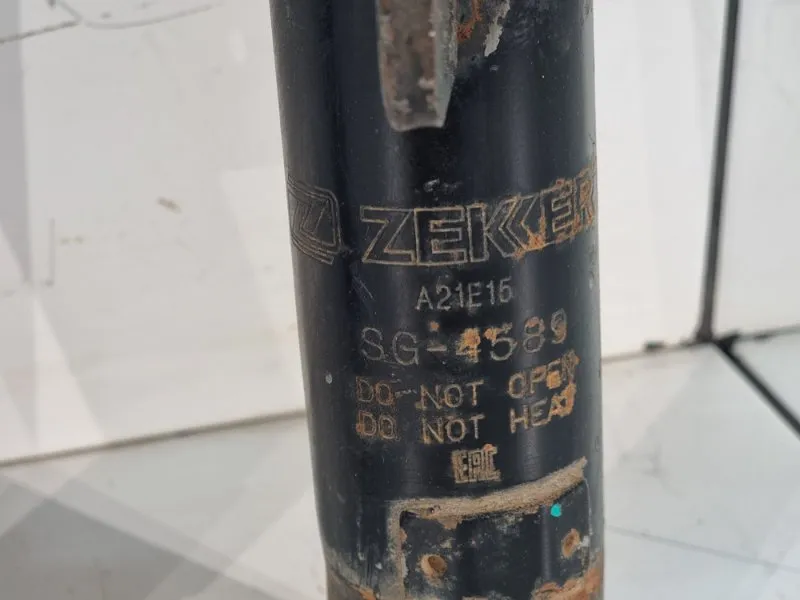 ZEKKERT
A21E15
SG-4589
DO NOT OPEN
DO NOT HEAT
EAC